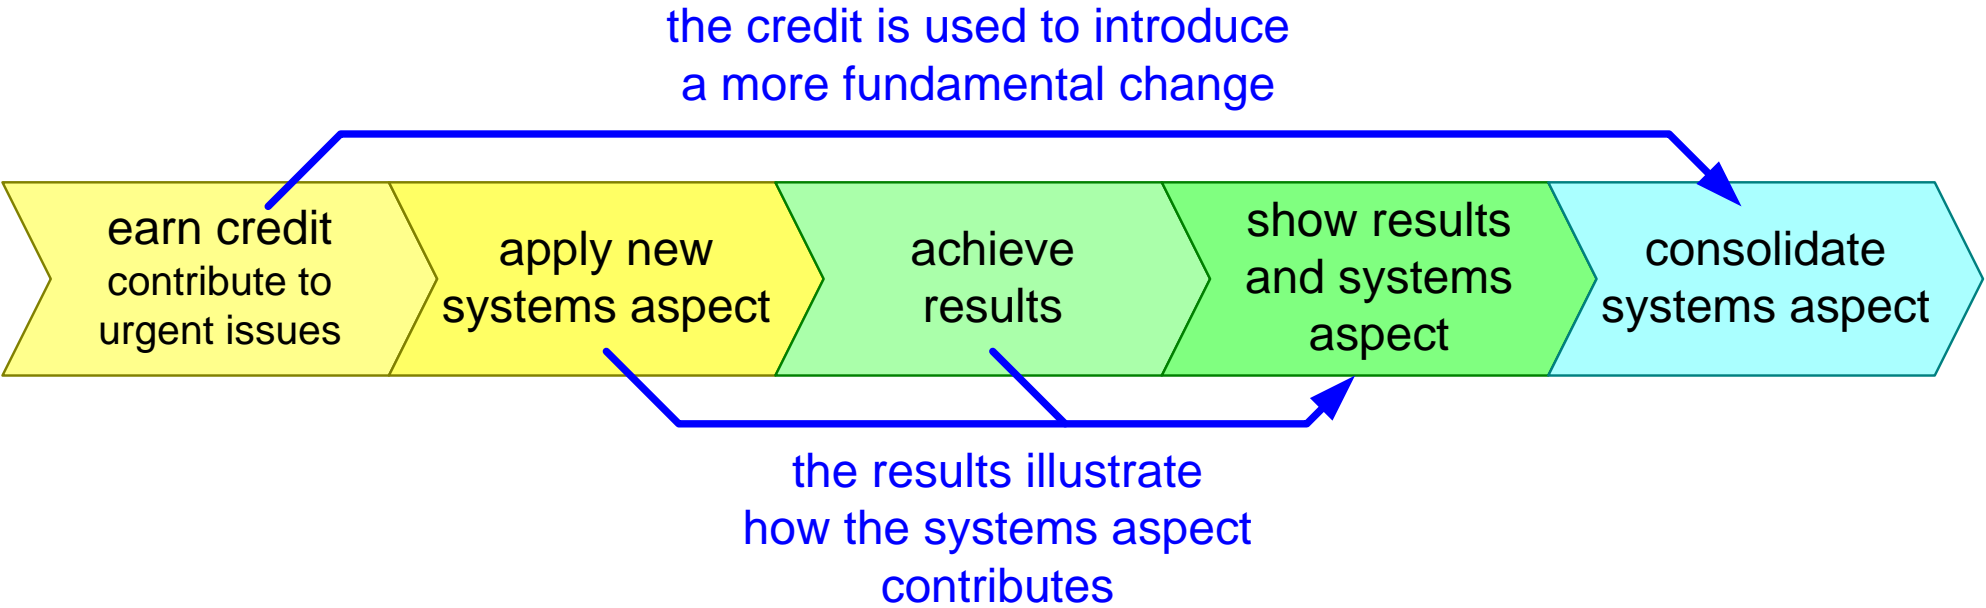 the credit is used to introduce
a more fundamental change
earn credit
contribute to
urgent issues
apply new
systems aspect
achieve
results
show results
and systems
aspect
consolidate
systems aspect
the results illustrate
how the systems aspect
contributes